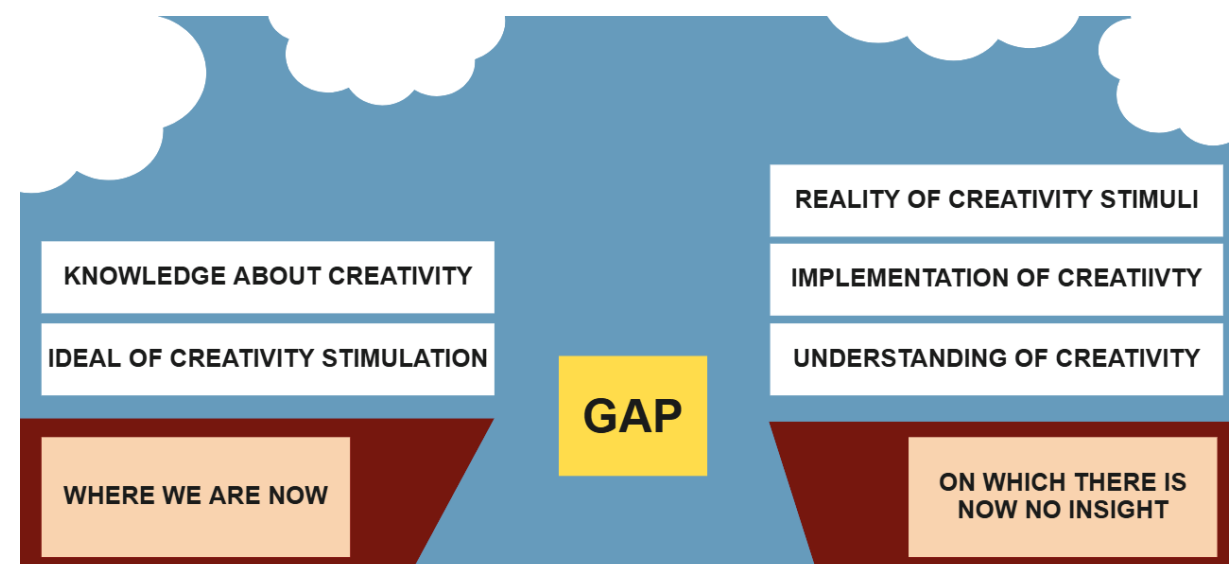 KNOWLEDGE ABOUT CREATIVITY
IDEAL OF CREATIVITY STIMULATION
WHERE WE ARE NOW
GAP
REALITY OF CREATIVITY STIMULI
IMPLEMENTATION OF CREATIIVTY
UNDERSTANDING OF CREATIVITY
ON WHICH THERE IS
NOW NO INSIGHT